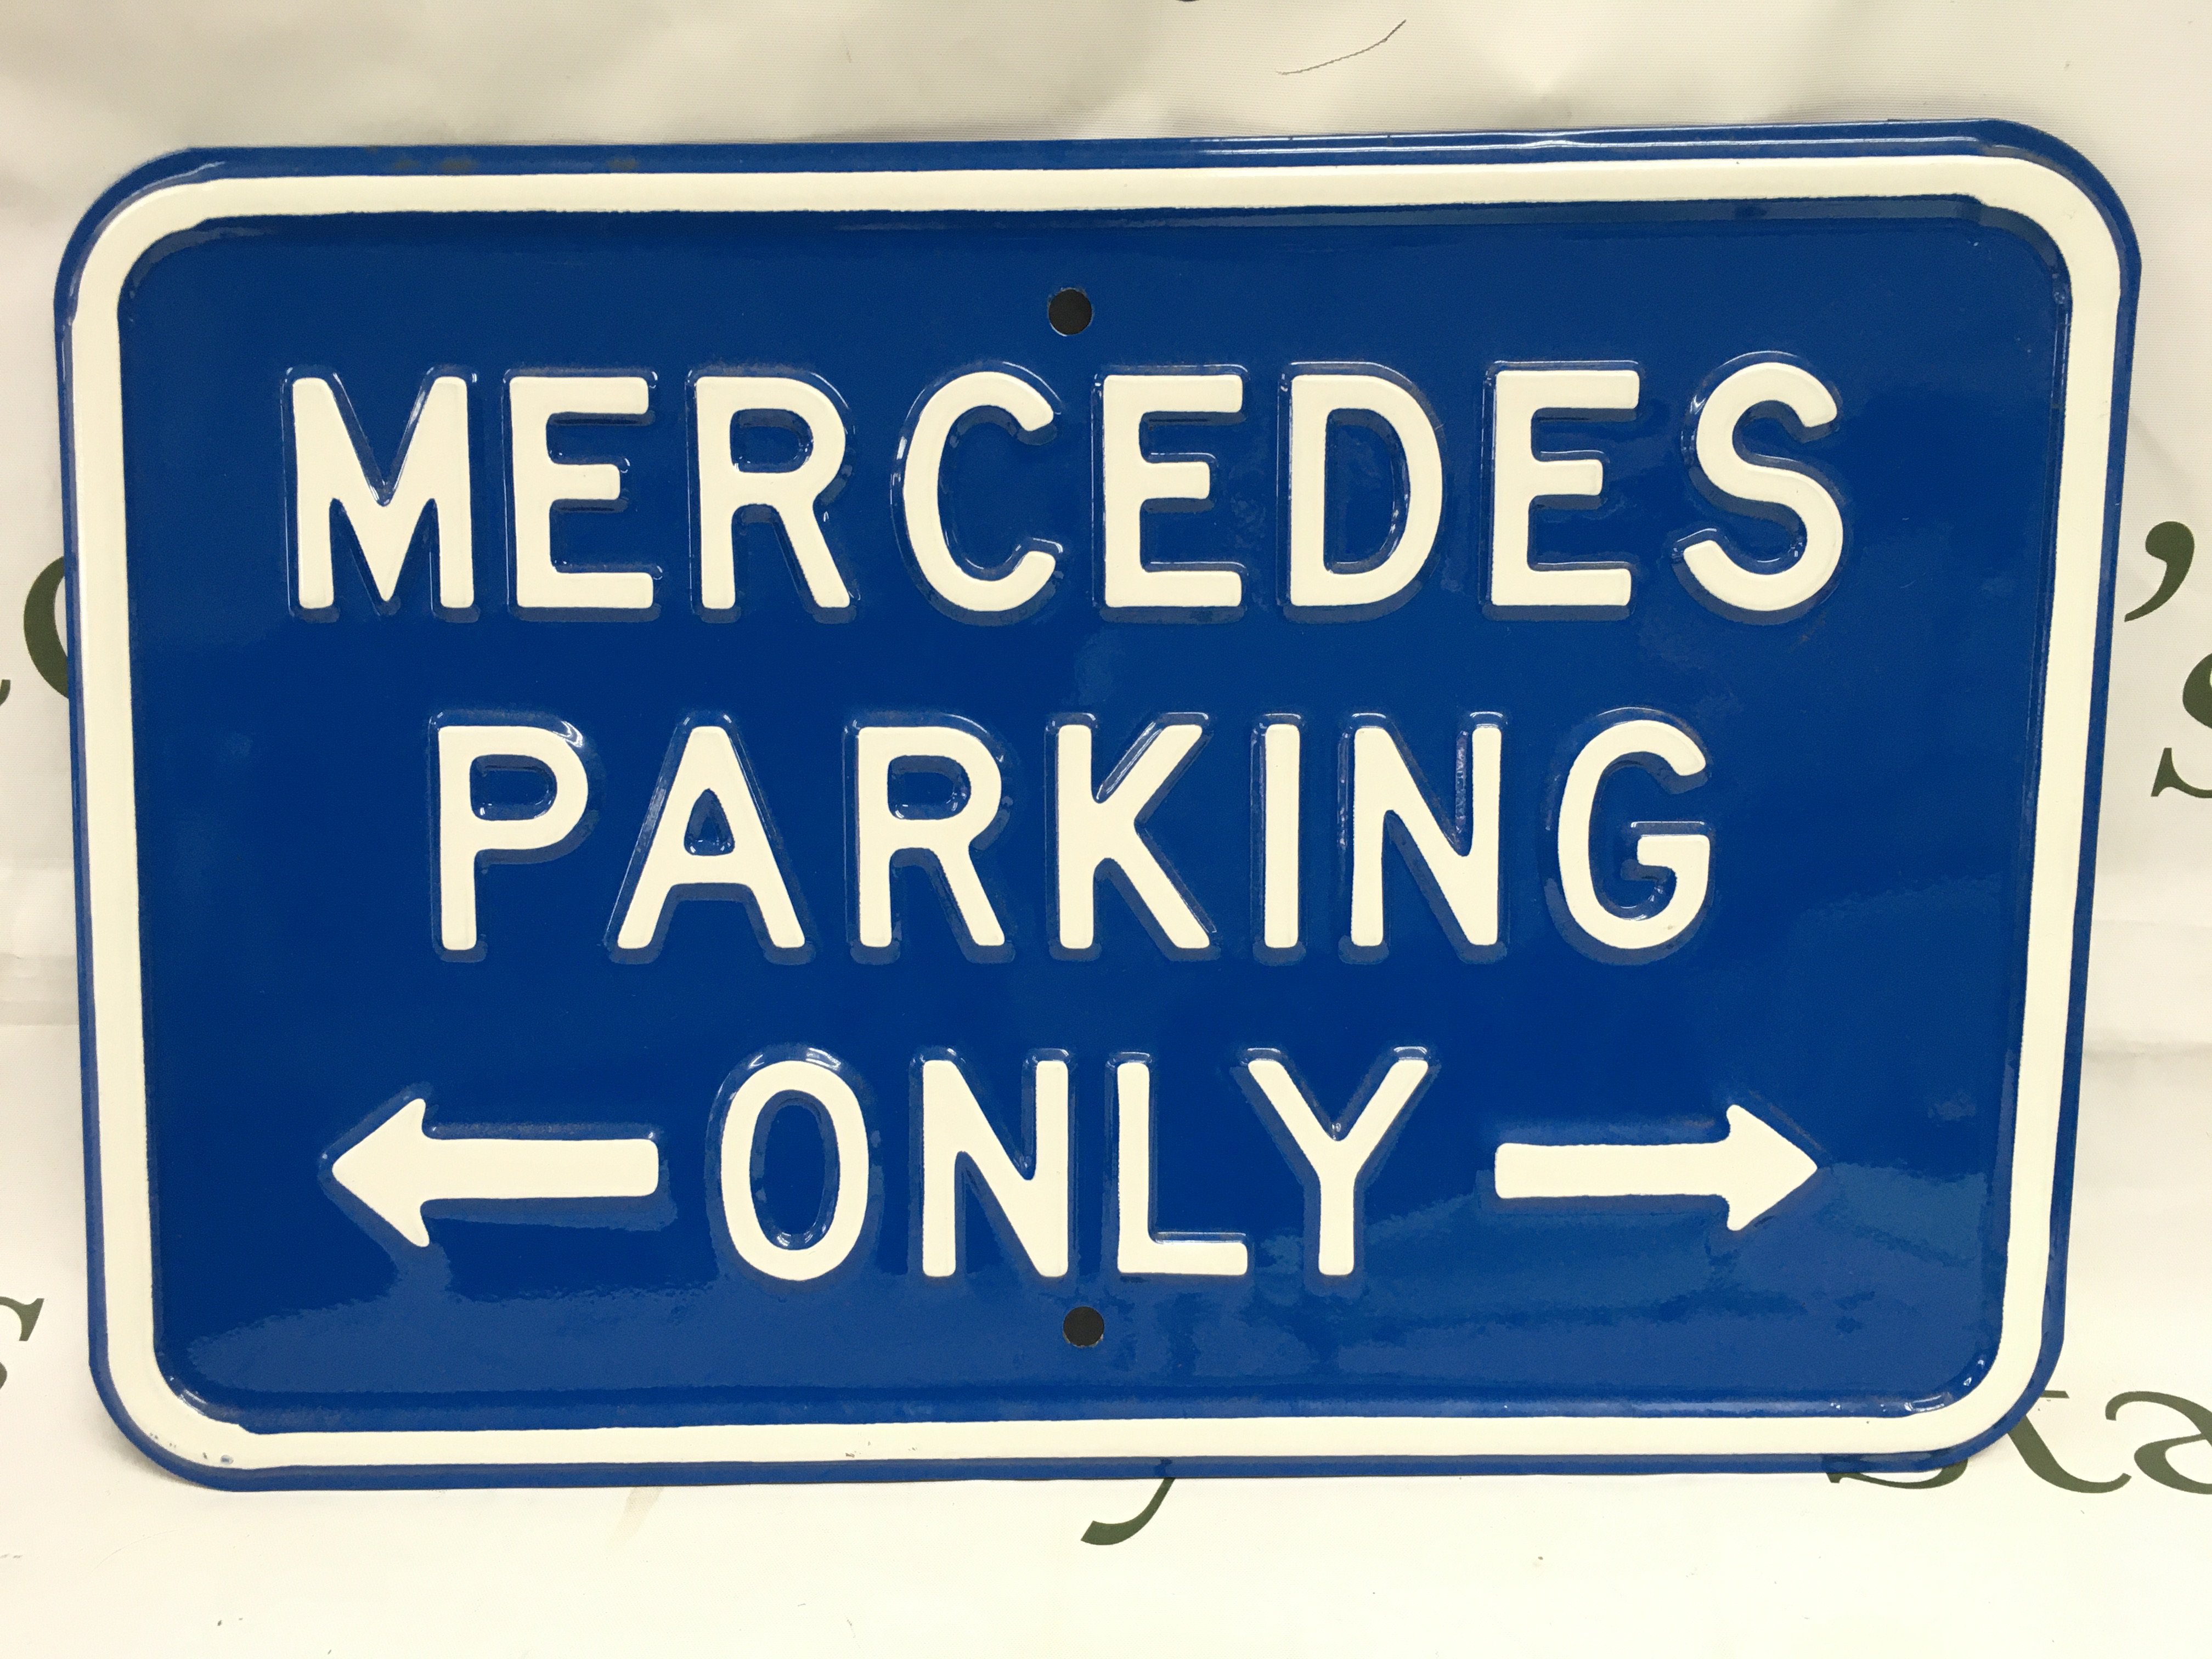 MERCEDES
PARKING
← ONLY →